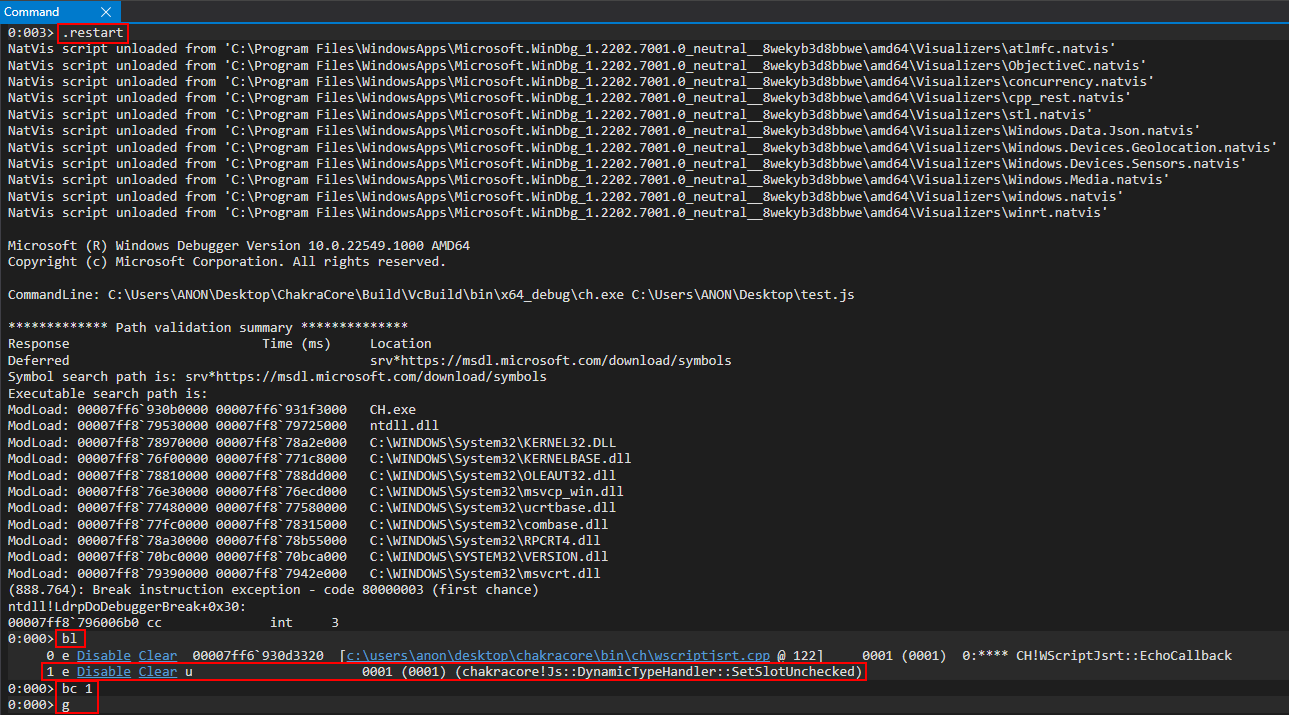 Command
0:003> .restart
NatVis script unloaded from 'C:\Program Files\WindowsApps\Microsoft.WinDbg_1.2202.7001.0_neutral__8wekyb3d8bbwe\amd64\Visualizers\atlmfc.natvis'
NatVis script unloaded from 'C:\Program Files\WindowsApps\Microsoft.WinDbg_1.2202.7001.0_neutral__8wekyb3d8bbwe\amd64\Visualizers\ObjectiveC.natvis'
NatVis script unloaded from 'C:\Program Files\WindowsApps\Microsoft.WinDbg_1.2202.7001.0_neutral__8wekyb3d8bbwe\amd64\Visualizers\concurrency.natvis'
NatVis script unloaded from 'C:\Program Files\WindowsApps\Microsoft.WinDbg_1.2202.7001.0_neutral__8wekyb3d8bbwe\amd64\Visualizers\cpp_rest.natvis'
NatVis script unloaded from 'C:\Program Files\WindowsApps\Microsoft.WinDbg_1.2202.7001.0_neutral__8wekyb3d8bbwe\amd64\Visualizers\stl.natvis'
NatVis script unloaded from 'C:\Program Files\WindowsApps\Microsoft.WinDbg_1.2202.7001.0_neutral__8wekyb3d8bbwe\amd64\Visualizers\Windows.Data.Json.natvis'
NatVis script unloaded from 'C:\Program Files\WindowsApps\Microsoft.WinDbg_1.2202.7001.0_neutral__8wekyb3d8bbwe\amd64\Visualizers\Windows.Devices.Geolocation.natvis'
NatVis script unloaded from 'C:\Program Files\WindowsApps\Microsoft.WinDbg_1.2202.7001.0_neutral__8wekyb3d8bbwe\amd64\Visualizers\Windows.Devices.Sensors.natvis'
NatVis script unloaded from 'C:\Program Files\WindowsApps\Microsoft.WinDbg_1.2202.7001.0_neutral__8wekyb3d8bbwe\amd64\Visualizers\Windows.Media.natvis'
NatVis script unloaded from 'C:\Program Files\WindowsApps\Microsoft.WinDbg_1.2202.7001.0_neutral__8wekyb3d8bbwe\amd64\Visualizers\windows.natvis'
NatVis script unloaded from 'C:\Program Files\WindowsApps\Microsoft.WinDbg_1.2202.7001.0_neutral__8wekyb3d8bbwe\amd64\Visualizers\winrt.natvis'
Microsoft (R) Windows Debugger Version 10.0.22549.1000 AMD64
Copyright (c) Microsoft Corporation. All rights reserved.
CommandLine: C:\Users\ANON\Desktop\ChakraCore\Build\VcBuild\bin\x64_debug\ch.exe C:\Users\ANON\Desktop\test.js
************* Path validation summary **************
Response Time (ms) Location
Deferred srv*https://msdl.microsoft.com/download/symbols
Symbol search path is: srv*https://msdl.microsoft.com/download/symbols
Executable search path is:
ModLoad: 00007ff6`930b0000 00007ff6`931f3000 CH.exe
ModLoad: 00007ff8`79530000 00007ff8`79725000 ntdll.dll
ModLoad: 00007ff8`78970000 00007ff8`78a2e000 C:\WINDOWS\System32\KERNEL32.DLL
ModLoad: 00007ff8`76f00000 00007ff8`771c8000 C:\WINDOWS\System32\KERNELBASE.dll
ModLoad: 00007ff8`78810000 00007ff8`788dd000 C:\WINDOWS\System32\OLEAUT32.dll
ModLoad: 00007ff8`76e30000 00007ff8`76ecd000 C:\WINDOWS\System32\msvcp_win.dll
ModLoad: 00007ff8`77480000 00007ff8`77580000 C:\WINDOWS\System32\ucrtbase.dll
ModLoad: 00007ff8`77fc0000 00007ff8`78315000 C:\WINDOWS\System32\combase.dll
ModLoad: 00007ff8`78a30000 00007ff8`78b55000 C:\WINDOWS\System32\RPCRT4.dll
ModLoad: 00007ff8`70bc0000 00007ff8`70bca000 C:\WINDOWS\SYSTEM32\VERSION.dll
ModLoad: 00007ff8`79390000 00007ff8`7942e000 C:\WINDOWS\System32\msvcrt.dll
(888.764): Break instruction exception - code 80000003 (first chance)
ntdll!LdrpDoDebuggerBreak+0x30:
00007ff8`796006b0 cc int 3
0:000> bl
0 e Disable Clear 00007ff6`930d3320 [c:\users\anon\desktop\chakracore\bin\ch\wscriptjsrt.cpp @ 122] 0001 (0001) 0:**** CH!WScriptJsrt::EchoCallback
1 e Disable Clear u 0001 (0001) (chakracore!Js::DynamicTypeHandler::SetSlotUnchecked)
0:000> bc 1
0:000> g